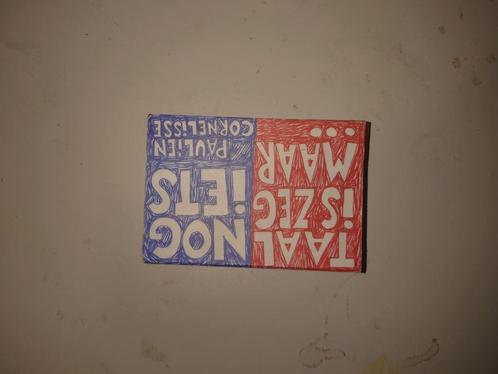 TAAL
iS ZEG
MAAR
...
NOG
iETS
PAULiEN
CORNELiSSE